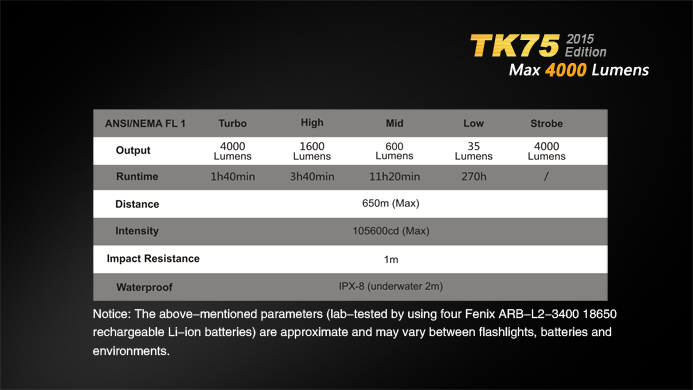 TK75 2015 Edition
Max 4000 Lumens
ANSI/NEMA FL 1 Turbo High Mid Low Strobe
Output 4000 Lumens 1600 Lumens 600 Lumens 35 Lumens 4000 Lumens
Runtime 1h40min 3h40min 11h20min 270h /
Distance 650m (Max)
Intensity 105600cd (Max)
Impact Resistance 1m
Waterproof IPX-8 (underwater 2m)
Notice: The above-mentioned parameters (lab-tested by using four Fenix ARB-L2-3400 18650
rechargeable Li-ion batteries) are approximate and may vary between flashlights, batteries and
environments.